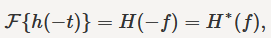 ℱ{h(−t)} = H(−f) = H*(f),